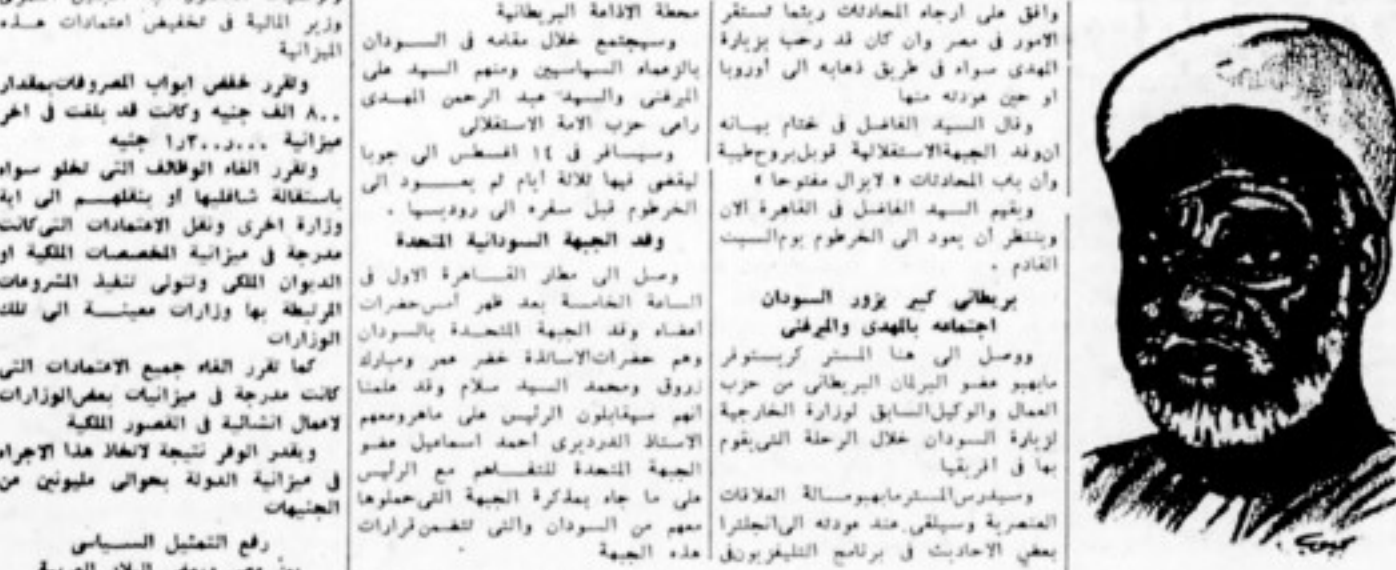 وافق على ارجاء المحادثات ريثما تستقر
الامور فى مصر وان كان قد رحب بزيارة
المهدى سواء فى طريق ذهابه الى أوروبا
او حين عودته منها
وقال السيد الفاضل فى ختام بيانه
ان وفد الجبهة الاستقلالية قوبل بروح طيبة
وأن باب المحادثات « لايزال مفتوحا »
ويقيم السيد الفاضل فى القاهرة الان
وينتظر أن يعود الى الخرطوم يوم السبت
القادم .
بريطانى كبير يزور السودان
اجتماعه بالمهدى والميرغنى
ووصل الى هنا المستر كريستوفر
مايهيو عضو البرلمان البريطانى من حزب
العمال والوكيل السابق لوزارة الخارجية
لزيارة السودان خلال الرحلة التى يقوم
بها فى افريقيا
وسيدرس المستر مايهيو مسالة العلاقات
العنصرية وسيلقى عند عودته الى انجلترا
بعض الاحاديث فى برنامج التليفزيون فى
محطة الاذاعة البريطانية
وسيجتمع خلال مقامه فى السودان
بالزعماء السياسيين ومنهم السيد على
الميرغنى والسيد عبد الرحمن المهدى
راعى حزب الامة الاستقلالى
وسيسافر فى ١٤ اغسطس الى جوبا
ليقضى فيها ثلاثة أيام ثم يعود الى
الخرطوم قبل سفره الى روديسيا .
وفد الجبهة السودانية المتحدة
وصل الى مطار القاهرة الاول فى
الساعة الخامسة بعد ظهر أمس حضرات
اعضاء وفد الجبهة المتحدة بالسودان
وهم حضرات الاساتذة خضر عمر ومبارك
زروق ومحمد السيد سلام وقد علمنا
انهم سيقابلون الرئيس على ماهر ومعهم
الاستاذ الدرديرى احمد اسماعيل عضو
الجبهة المتحدة للتفاهم مع الرئيس
على ما جاء بمذكرة الجبهة التى حملوها
معهم من السودان والتى تتضمن قرارات
هذه الجبهة
وزير المالية فى تخفيض اعتمادات هذه
الميزانية
وتقرر خفض ابواب المصروفات بمقدار
٨٠٠ الف جنيه وكانت قد بلغت فى اخر
ميزانية ١٫٣٠٠٫٠٠٠ جنيه
وتقرر الغاء الوظائف التى تخلو سواء
باستقالة شاغليها أو بنقلهم الى اية
وزارة اخرى ونقل الاعتمادات التى كانت
مدرجة فى ميزانية المخصصات الملكية او
الديوان الملكى وتتولى تنفيذ المشروعات
المرتبطة بها وزارات معينة الى تلك
الوزارات
كما تقرر الغاء جميع الاعتمادات التى
كانت مدرجة فى ميزانيات بعض الوزارات
لاعمال انشائية فى القصور الملكية
ويقدر الوفر نتيجة لاتخاذ هذا الاجراء
فى ميزانية الدولة بحوالى مليونين من
الجنيهات
رفع التمثيل السياسى